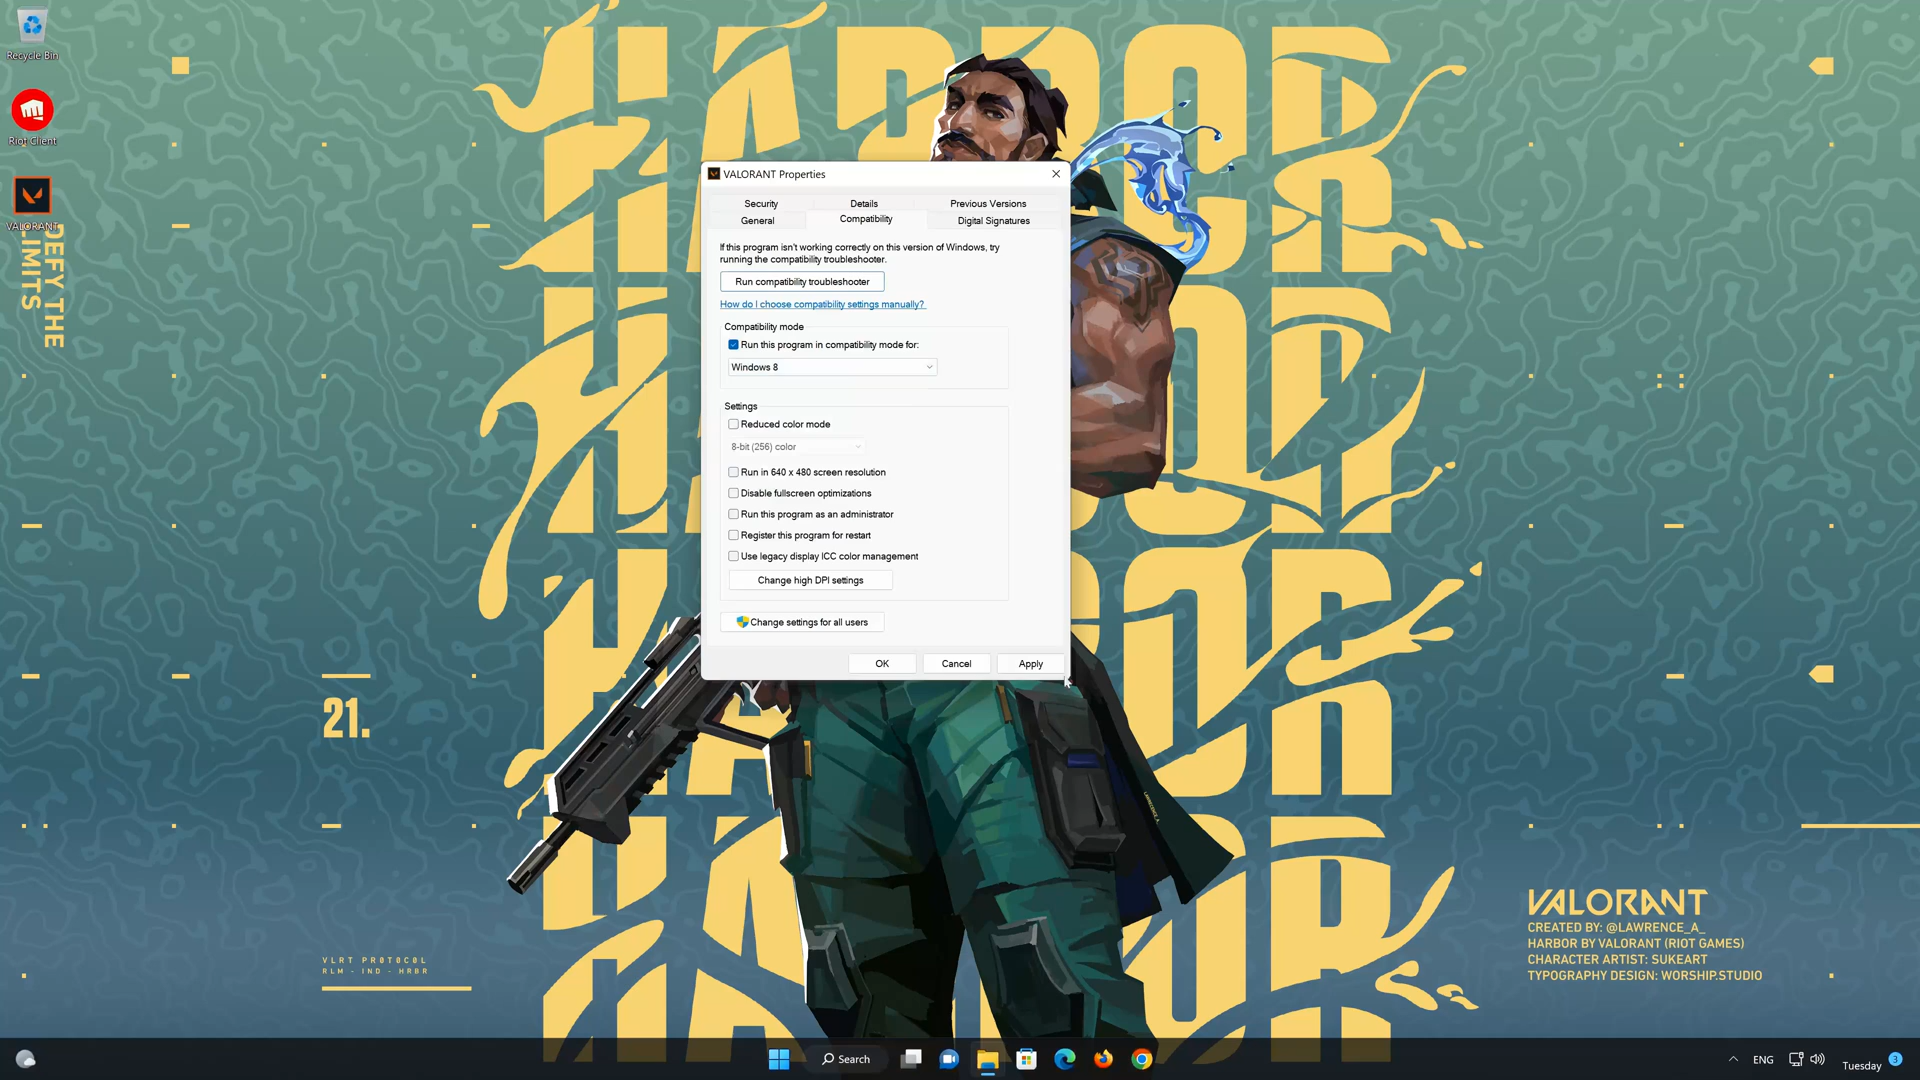 Recycle Bin
Riot Client
VALORANT
DEFY THE
LIMITS
HARBOR
HARBOR
HARBOR
HARBOR
VALORANT Properties
Security
Details
Previous Versions
General
Compatibility
Digital Signatures
If this program isn't working correctly on this version of Windows, try
running the compatibility troubleshooter.
Run compatibility troubleshooter
How do I choose compatibility settings manually?
Compatibility mode
Run this program in compatibility mode for:
Windows 8
Settings
Reduced color mode
8-bit (256) color
Run in 640 x 480 screen resolution
Disable fullscreen optimizations
Run this program as an administrator
Register this program for restart
Use legacy display ICC color management
Change high DPI settings
Change settings for all users
OK
Cancel
Apply
21.
VLRT PROTOCOL
RLM - IND - HRBR
VALORANT
CREATED BY: @LAWRENCE_A_
HARBOR BY VALORANT (RIOT GAMES)
CHARACTER ARTIST: SUKEART
TYPOGRAPHY DESIGN: WORSHIP.STUDIO
Search
ENG
Tuesday
3